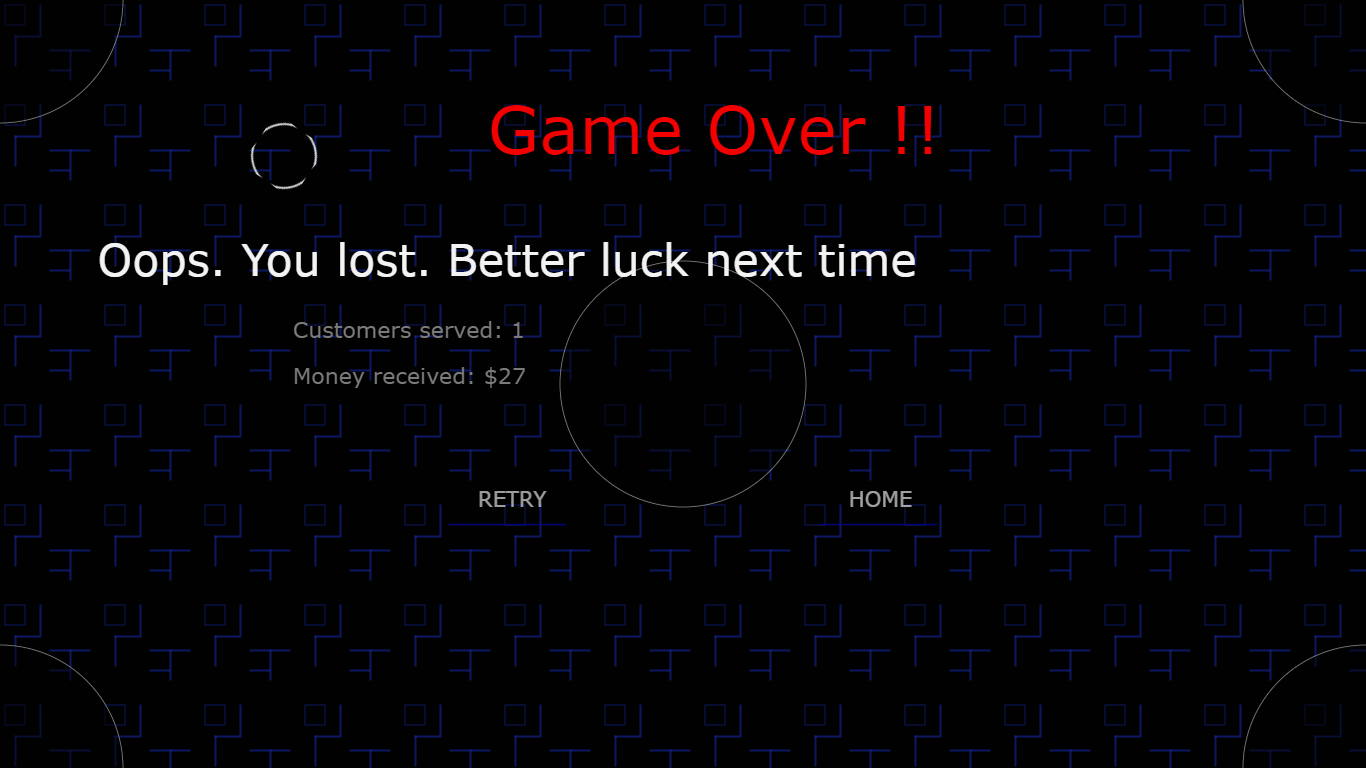 Game Over !!
Oops. You lost. Better luck next time
Customers served: 1
Money received: $27
RETRY
HOME